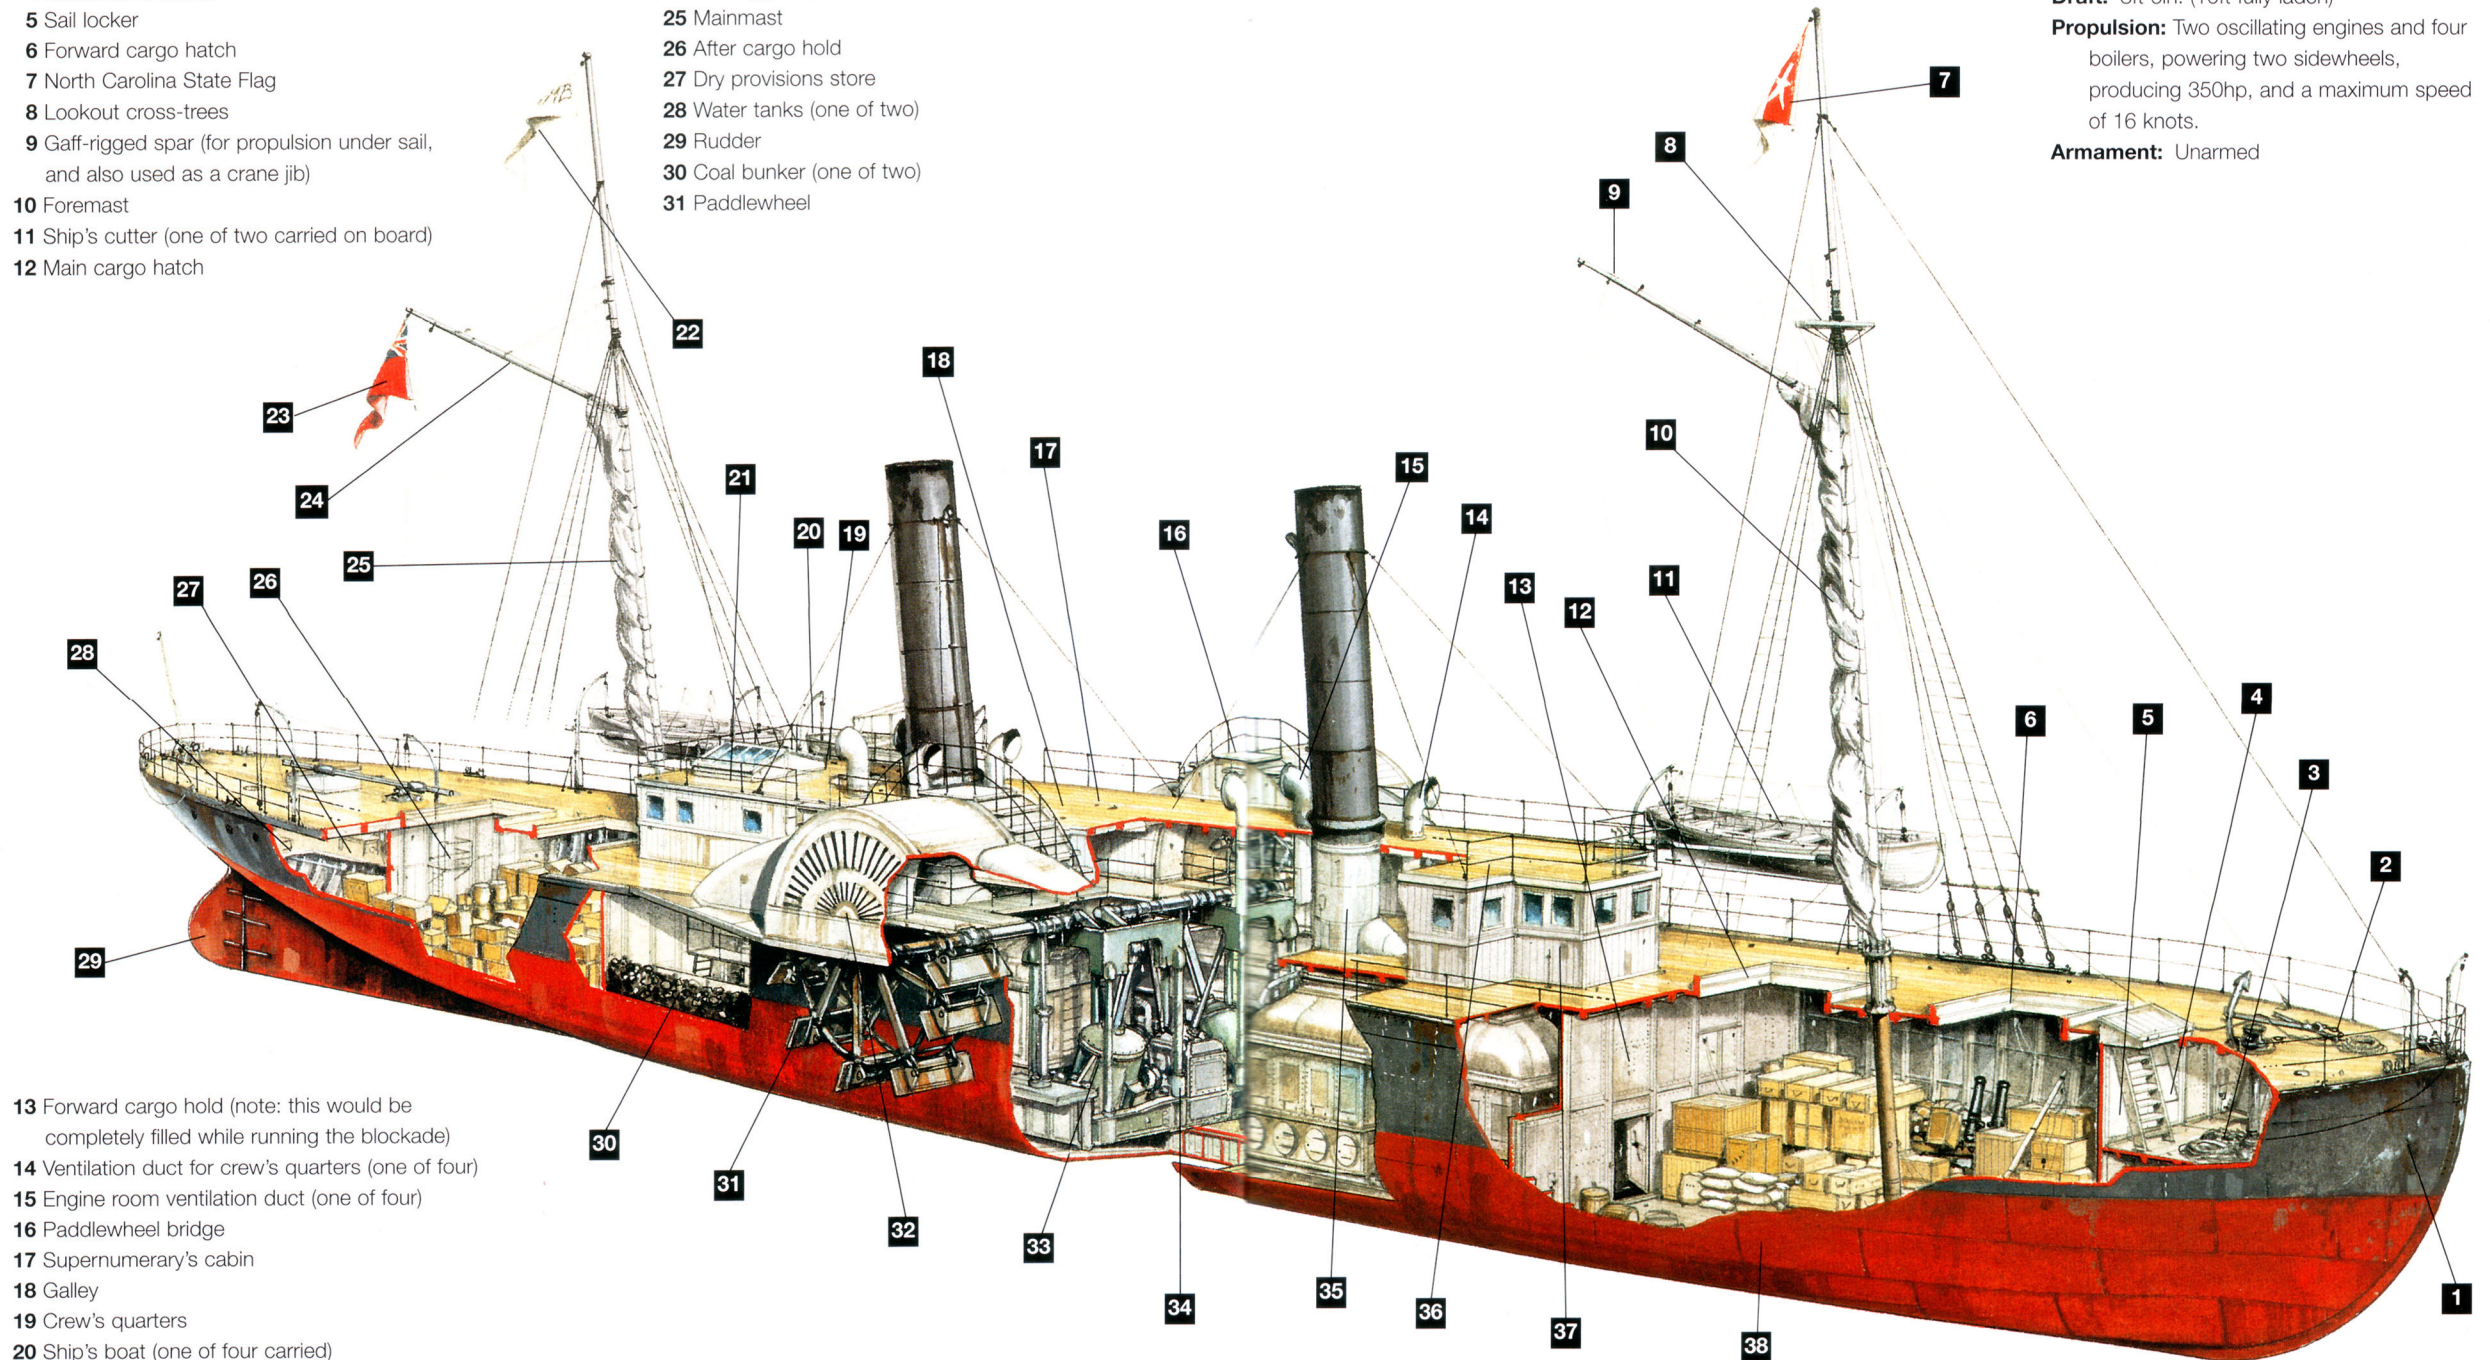 5 Sail locker
6 Forward cargo hatch
7 North Carolina State Flag
8 Lookout cross-trees
9 Gaff-rigged spar (for propulsion under sail,
and also used as a crane jib)
10 Foremast
11 Ship's cutter (one of two carried on board)
12 Main cargo hatch
25 Mainmast
26 After cargo hold
27 Dry provisions store
28 Water tanks (one of two)
29 Rudder
30 Coal bunker (one of two)
31 Paddlewheel
Propulsion: Two oscillating engines and four
boilers, powering two sidewheels,
producing 350hp, and a maximum speed
of 16 knots.
Armament: Unarmed
7
8
9
22
18
23
17
10
15
24
21
14
20
19
16
25
13
11
26
27
12
28
4
5
6
3
2
29
30
31
32
33
34
35
36
37
38
1
13 Forward cargo hold (note: this would be
completely filled while running the blockade)
14 Ventilation duct for crew's quarters (one of four)
15 Engine room ventilation duct (one of four)
16 Paddlewheel bridge
17 Supernumerary's cabin
18 Galley
19 Crew's quarters
20 Ship's boat (one of four carried)